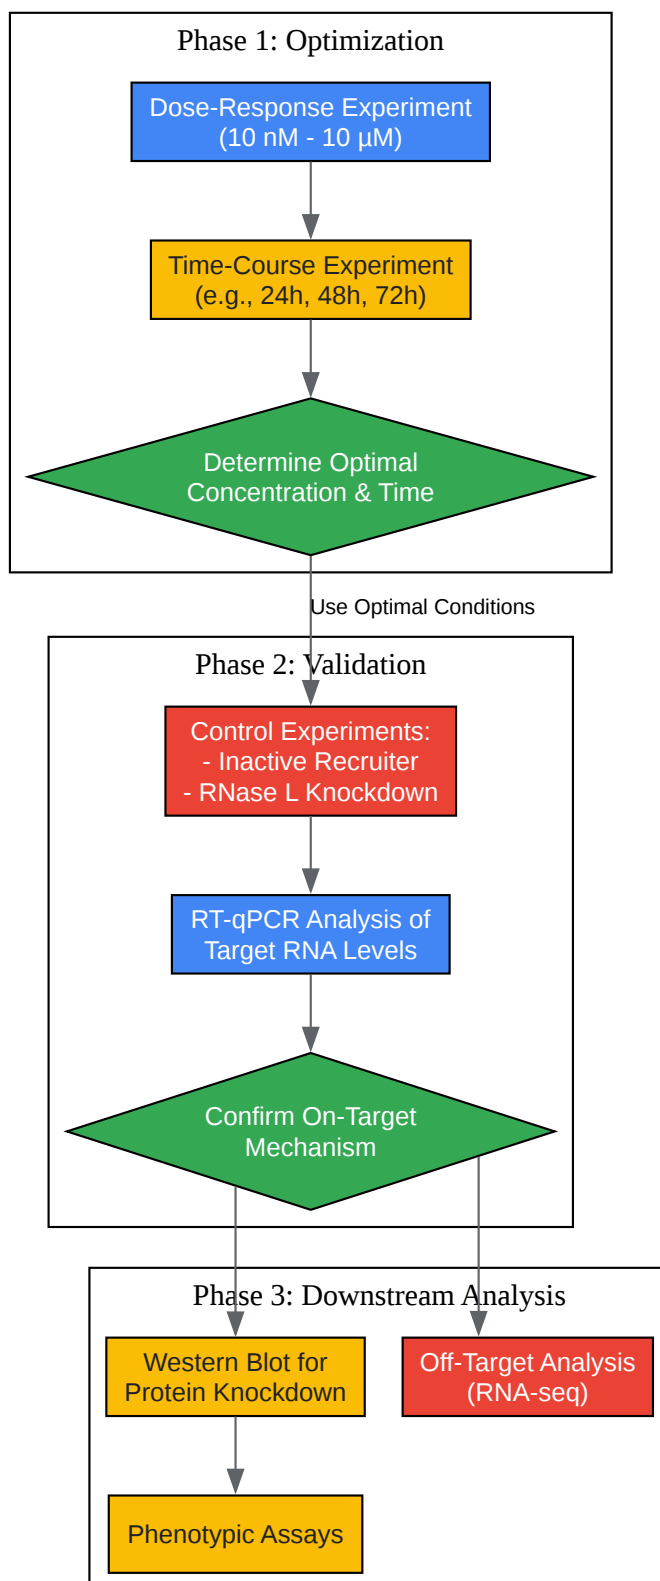 Phase 1: Optimization
Dose-Response Experiment
(10 nM - 10 µM)
Time-Course Experiment
(e.g., 24h, 48h, 72h)
Determine Optimal
Concentration & Time
Use Optimal Conditions
Phase 2: Validation
Control Experiments:
- Inactive Recruiter
- RNase L Knockdown
RT-qPCR Analysis of
Target RNA Levels
Confirm On-Target
Mechanism
Phase 3: Downstream Analysis
Western Blot for
Protein Knockdown
Off-Target Analysis
(RNA-seq)
Phenotypic Assays